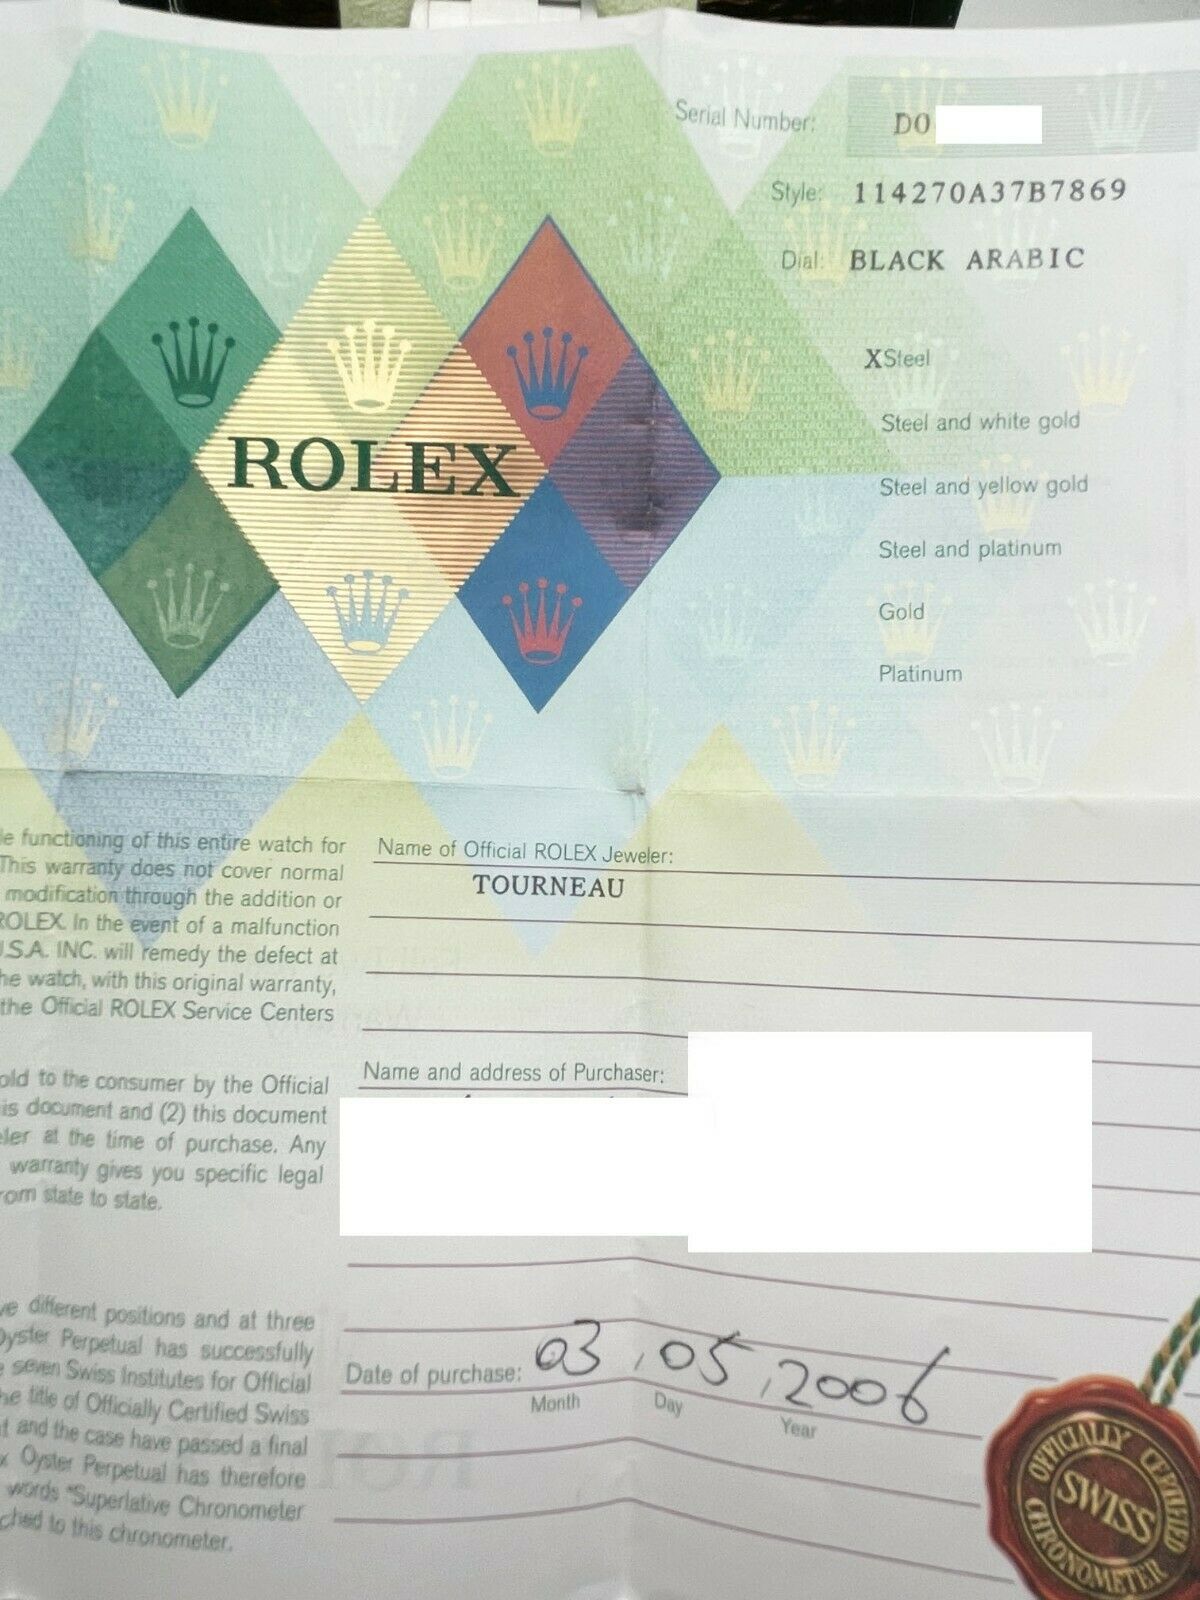 Serial Number: DO
Style: 114270A37B7869
Dial: BLACK ARABIC
XSteel
Steel and white gold
Steel and yellow gold
Steel and platinum
Gold
Platinum
ROLEX
functioning of this entire watch for
This warranty does not cover normal
modification through the addition or
ROLEX. In the event of a malfunction
U.S.A. INC. will remedy the defect at
the watch, with this original warranty,
the Official ROLEX Service Centers
old to the consumer by the Official
is document and (2) this document
eler at the time of purchase. Any
warranty gives you specific legal
rom state to state.
ve different positions and at three
Oyster Perpetual has successfully
seven Swiss Institutes for Official
he title of Officially Certified Swiss
and the case have passed a final
x Oyster Perpetual has therefore
words "Superlative Chronometer
ched to this chronometer.
Name of Official ROLEX Jeweler:
TOURNEAU
Name and address of Purchaser:
Date of purchase: 03, 05, 2006
Month Day Year
OFFICIALLY CERTIFIED
SWISS
CHRONOMETER